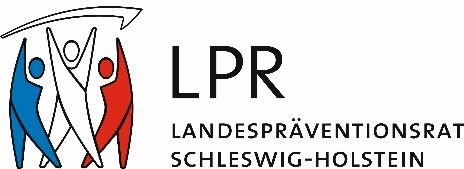 LPR
LANDESPRÄVENTIONSRAT
SCHLESWIG-HOLSTEIN